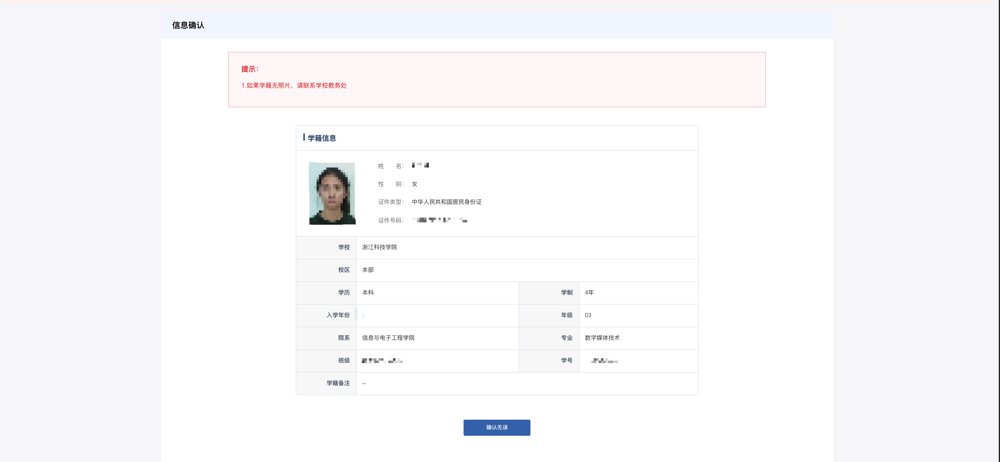 信息确认
提示：
1.如果学籍无照片，请联系学校教务处
学籍信息
姓 名：
性 别： 女
证件类型： 中华人民共和国居民身份证
证件号码：
学校 浙江科技学院
校区 本部
学历 本科 学制 4年
入学年份 年级 03
院系 信息与电子工程学院 专业 数字媒体技术
班级 学号
学籍备注 --
确认无误